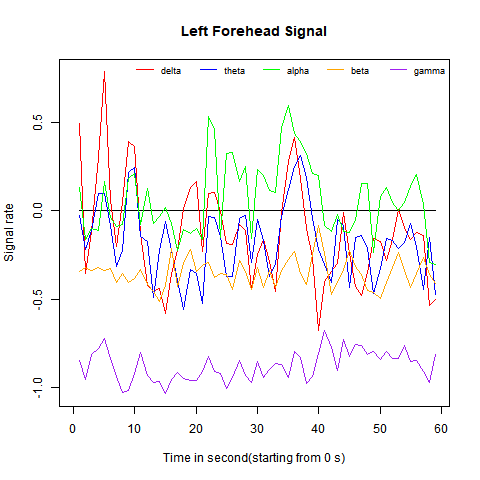 Left Forehead Signal
delta theta alpha beta gamma
Signal rate
0.5
0.0
-0.5
-1.0
0 10 20 30 40 50 60
Time in second(starting from 0 s)